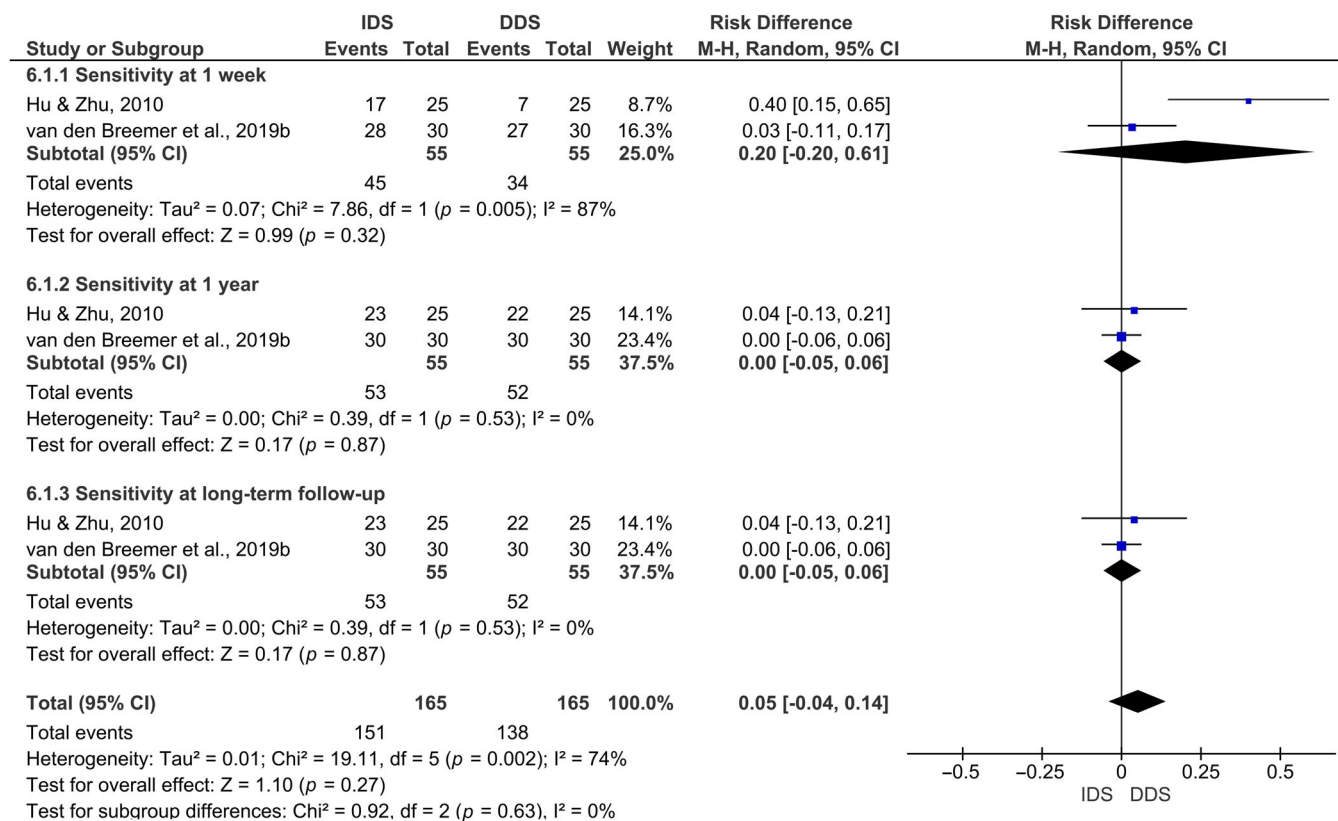 IDS DDS Risk Difference Risk Difference
Study or Subgroup Events Total Events Total Weight M-H, Random, 95% CI M-H, Random, 95% CI
6.1.1 Sensitivity at 1 week
Hu & Zhu, 2010 17 25 7 25 8.7% 0.40 [0.15, 0.65]
van den Breemer et al., 2019b 28 30 27 30 16.3% 0.03 [-0.11, 0.17]
Subtotal (95% CI) 55 55 25.0% 0.20 [-0.20, 0.61]
Total events 45 34
Heterogeneity: Tau² = 0.07; Chi² = 7.86, df = 1 (p = 0.005); I² = 87%
Test for overall effect: Z = 0.99 (p = 0.32)
6.1.2 Sensitivity at 1 year
Hu & Zhu, 2010 23 25 22 25 14.1% 0.04 [-0.13, 0.21]
van den Breemer et al., 2019b 30 30 30 30 23.4% 0.00 [-0.06, 0.06]
Subtotal (95% CI) 55 55 37.5% 0.00 [-0.05, 0.06]
Total events 53 52
Heterogeneity: Tau² = 0.00; Chi² = 0.39, df = 1 (p = 0.53); I² = 0%
Test for overall effect: Z = 0.17 (p = 0.87)
6.1.3 Sensitivity at long-term follow-up
Hu & Zhu, 2010 23 25 22 25 14.1% 0.04 [-0.13, 0.21]
van den Breemer et al., 2019b 30 30 30 30 23.4% 0.00 [-0.06, 0.06]
Subtotal (95% CI) 55 55 37.5% 0.00 [-0.05, 0.06]
Total events 53 52
Heterogeneity: Tau² = 0.00; Chi² = 0.39, df = 1 (p = 0.53); I² = 0%
Test for overall effect: Z = 0.17 (p = 0.87)
Total (95% CI) 165 165 100.0% 0.05 [-0.04, 0.14]
Total events 151 138
Heterogeneity: Tau² = 0.01; Chi² = 19.11, df = 5 (p = 0.002); I² = 74%
Test for overall effect: Z = 1.10 (p = 0.27)
Test for subgroup differences: Chi² = 0.92, df = 2 (p = 0.63), I² = 0%
−0.5 −0.25 0 0.25 0.5
IDS DDS